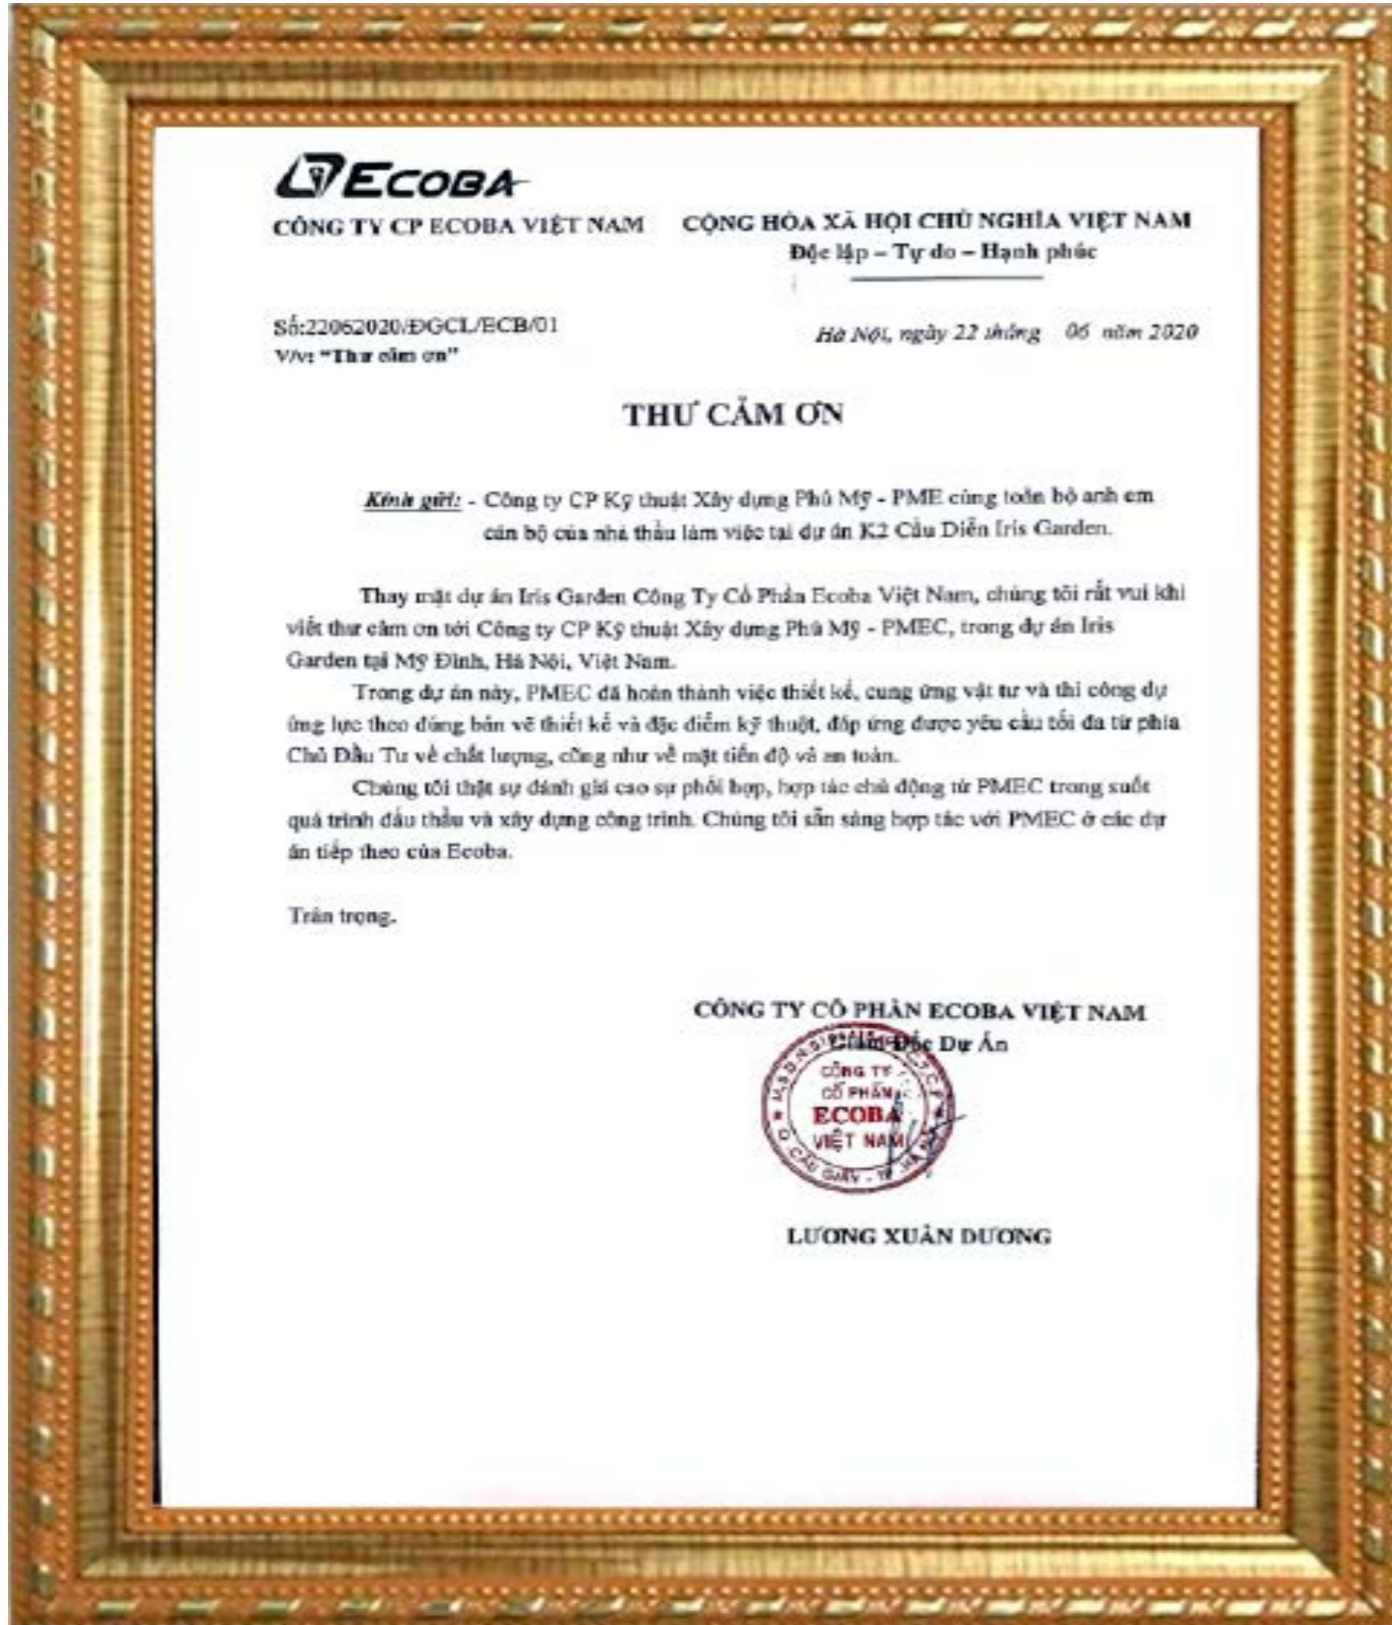 ECOBA
CÔNG TY CP ECOBA VIỆT NAM
CỘNG HÒA XÃ HỘI CHỦ NGHĨA VIỆT NAM
Độc lập – Tự do – Hạnh phúc
Số:22062020/ĐGCL/ECB/01
Hà Nội, ngày 22 tháng 06 năm 2020
V/v: “Thư cảm ơn”
THƯ CẢM ƠN
Kính gửi: - Công ty CP Kỹ thuật Xây dựng Phú Mỹ - PME cùng toàn bộ anh em
cán bộ của nhà thầu làm việc tại dự án K2 Cầu Diễn Iris Garden.
Thay mặt dự án Iris Garden Công Ty Cổ Phần Ecoba Việt Nam, chúng tôi rất vui khi
viết thư cảm ơn tới Công ty CP Kỹ thuật Xây dựng Phú Mỹ - PMEC, trong dự án Iris
Garden tại Mỹ Đình, Hà Nội, Việt Nam.
Trong dự án này, PMEC đã hoàn thành việc thiết kế, cung ứng vật tư và thi công dự
ứng lực theo đúng bản vẽ thiết kế và đặc điểm kỹ thuật, đáp ứng được yêu cầu tối đa từ phía
Chủ Đầu Tư về chất lượng, cũng như về mặt tiến độ và an toàn.
Chúng tôi thật sự đánh giá cao sự phối hợp, hợp tác chủ động từ PMEC trong suốt
quá trình đấu thầu và xây dựng công trình. Chúng tôi sẵn sàng hợp tác với PMEC ở các dự
án tiếp theo của Ecoba.
Trân trọng.
CÔNG TY CỔ PHẦN ECOBA VIỆT NAM
Giám Đốc Dự Án
CÔNG TY
CỔ PHẦN
ECOBA
VIỆT NAM
Q. CẦU GIẤY - TP. HÀ NỘI
LƯƠNG XUÂN DƯƠNG